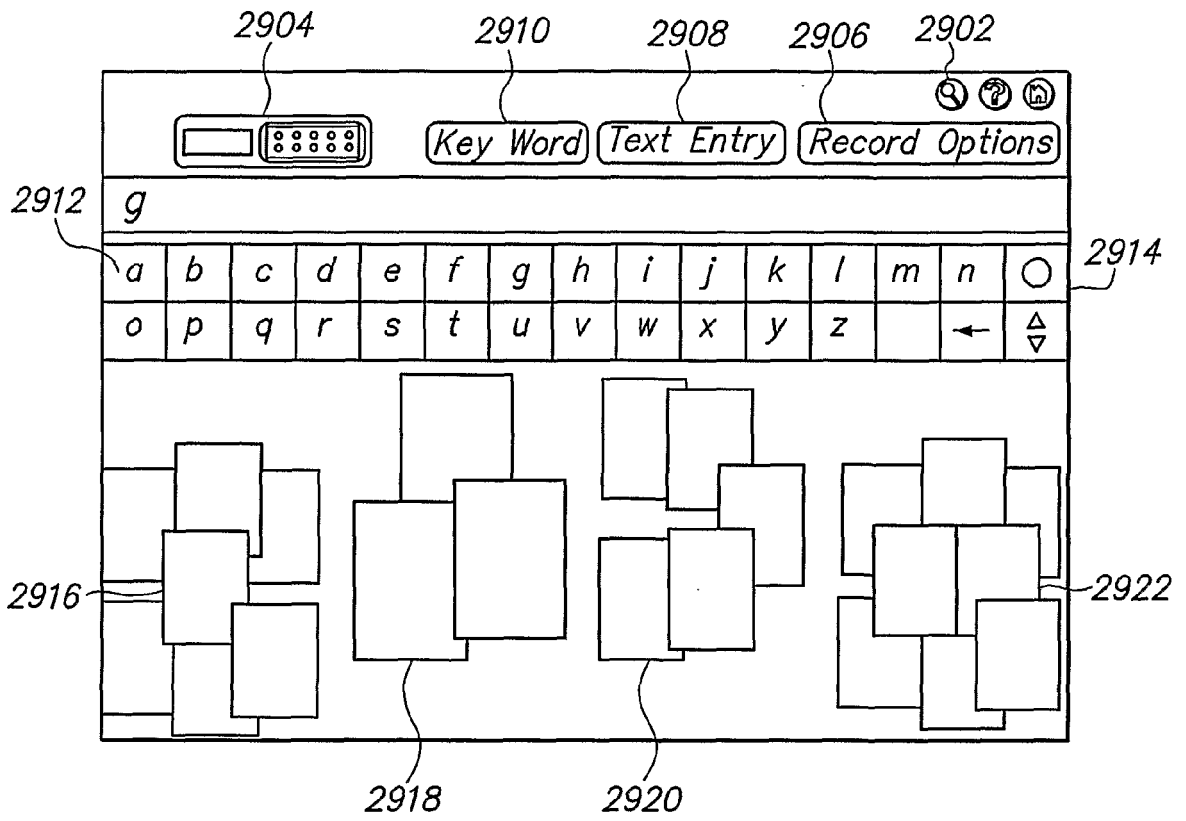 2904 2910 2908 2906 2902
?
Key Word Text Entry Record Options
2912
g
a b c d e f g h i j k l m n
2914
o p q r s t u v w x y z
2916
2922
2918 2920